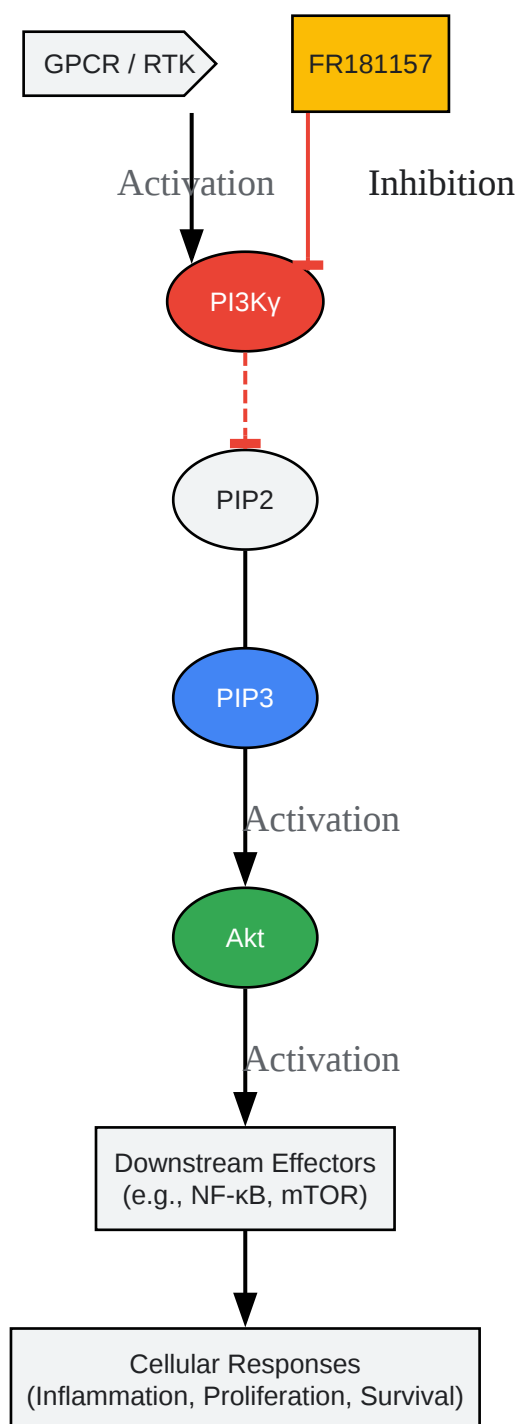 GPCR / RTK
FR181157
Activation
Inhibition
PI3Kγ
PIP2
PIP3
Activation
Akt
Activation
Downstream Effectors
(e.g., NF-κB, mTOR)
Cellular Responses
(Inflammation, Proliferation, Survival)